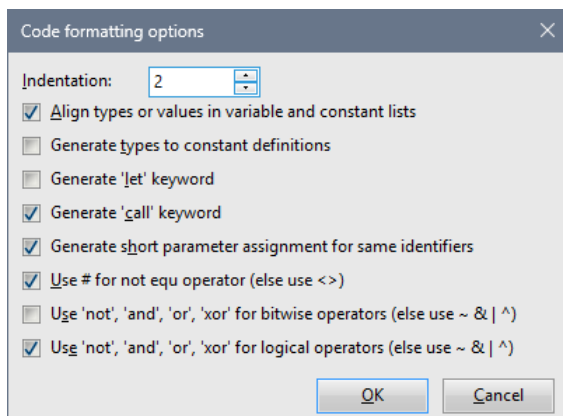 Code formatting options
Indentation: 2
Align types or values in variable and constant lists
Generate types to constant definitions
Generate 'let' keyword
Generate 'call' keyword
Generate short parameter assignment for same identifiers
Use # for not equ operator (else use <>)
Use 'not', 'and', 'or', 'xor' for bitwise operators (else use ~ & | ^)
Use 'not', 'and', 'or', 'xor' for logical operators (else use ~ & | ^)
OK Cancel